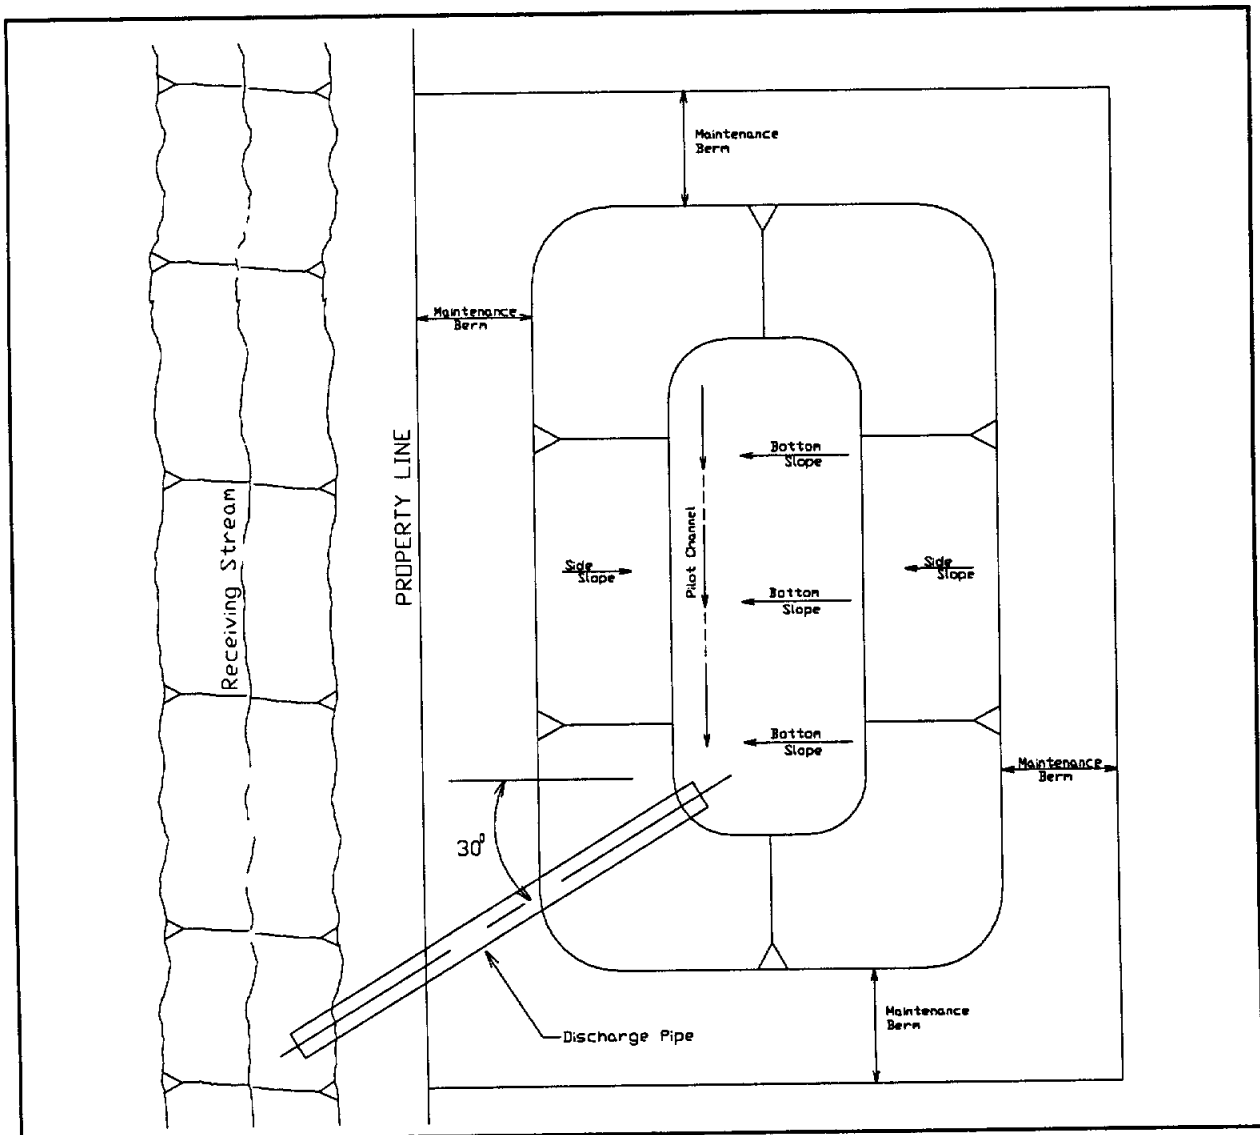 Maintenance
Berm
Maintenance
Berm
PROPERTY LINE
Receiving Stream
Pilot Channel
Bottom
Slope
Side
Slope
Side
Slope
Bottom
Slope
Bottom
Slope
Maintenance
Berm
30°
Discharge Pipe
Maintenance
Berm